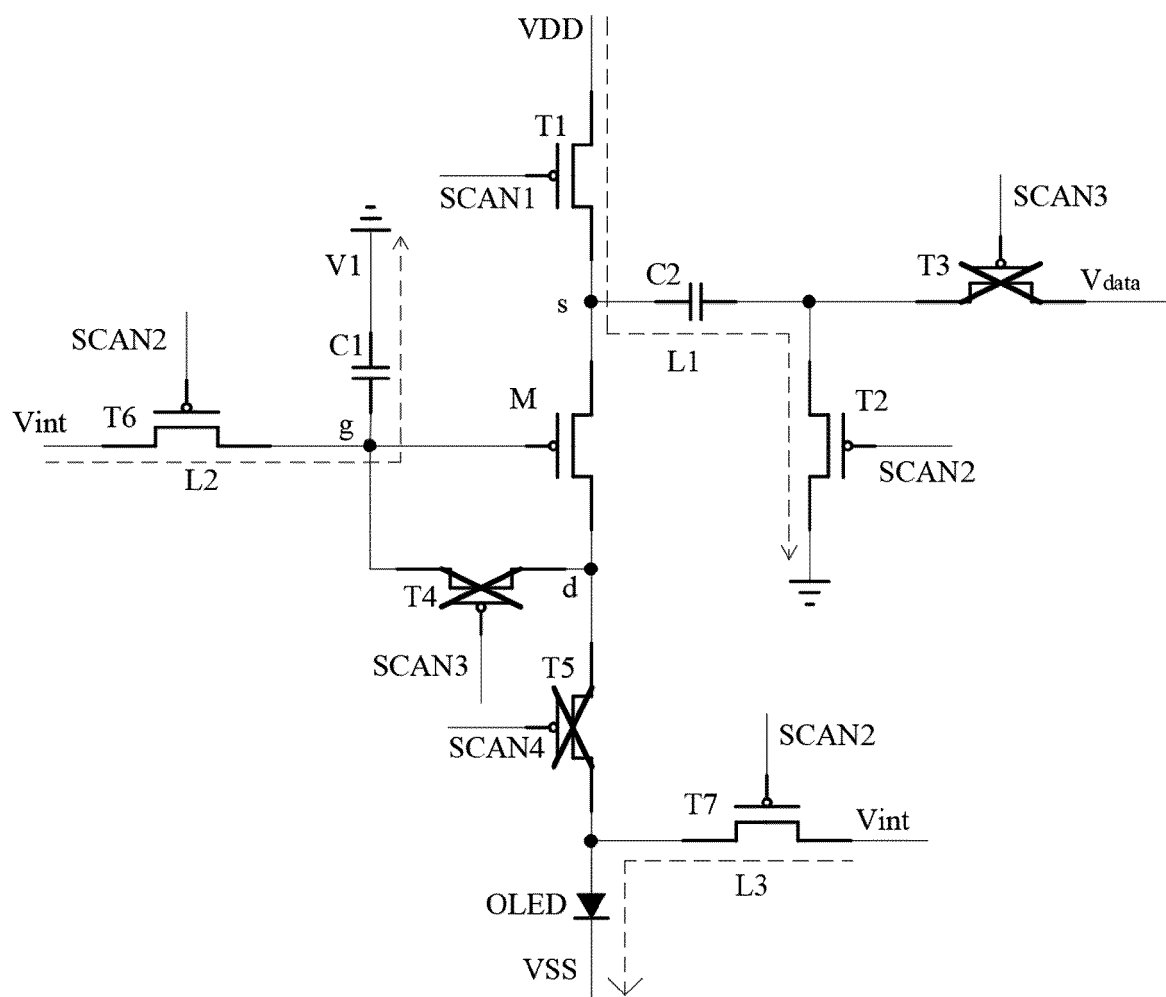 VDD
T1
SCAN1
SCAN3
T3
Vdata
V1
C2
s
L1
SCAN2
C1
M
T2
Vint
T6
g
SCAN2
L2
T4
d
SCAN3
T5
SCAN4
SCAN2
T7
Vint
L3
OLED
VSS